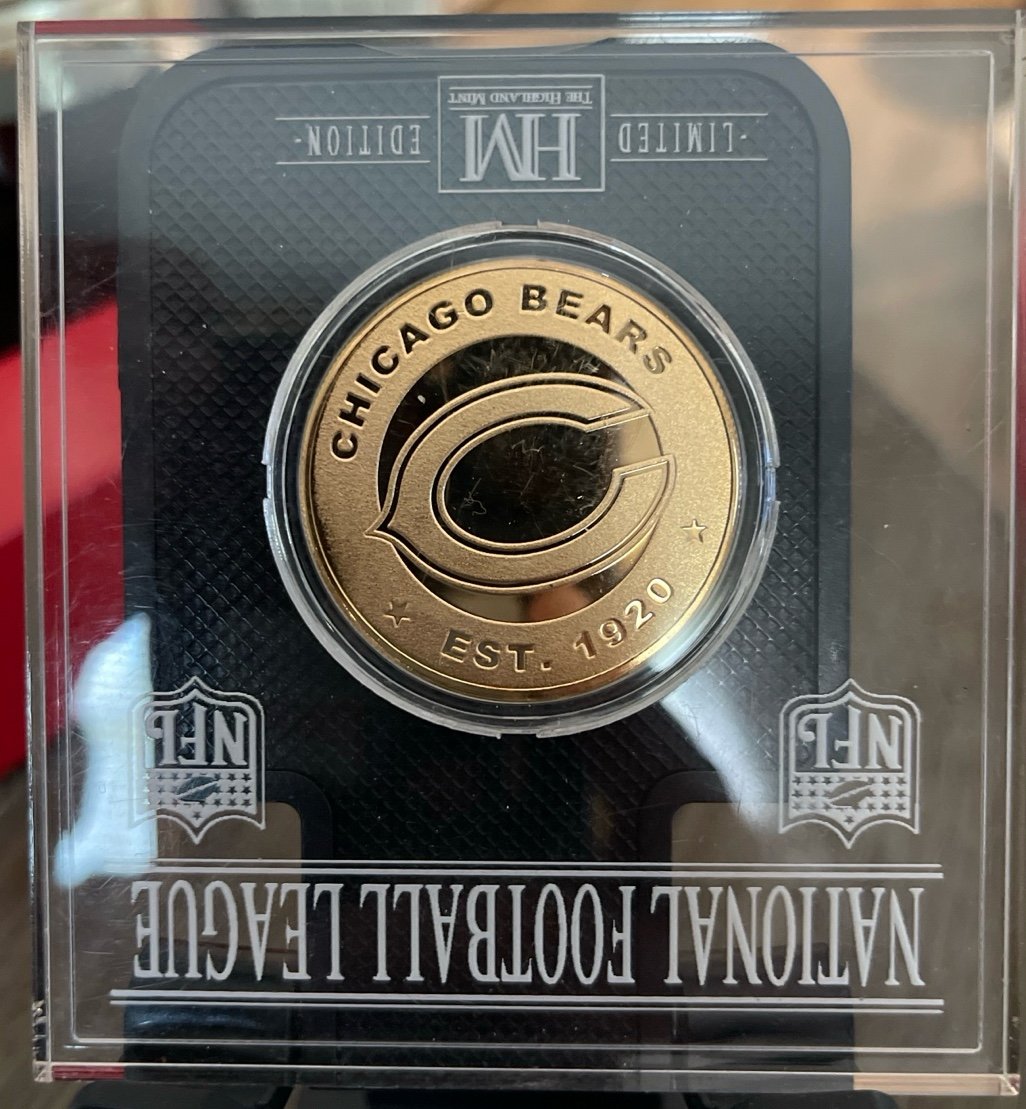 NATIONAL FOOTBALL LEAGUE
NFL
NFL
CHICAGO BEARS
EST. 1920
·LIMITED
HM
THE HIGHLAND MINT
EDITION·